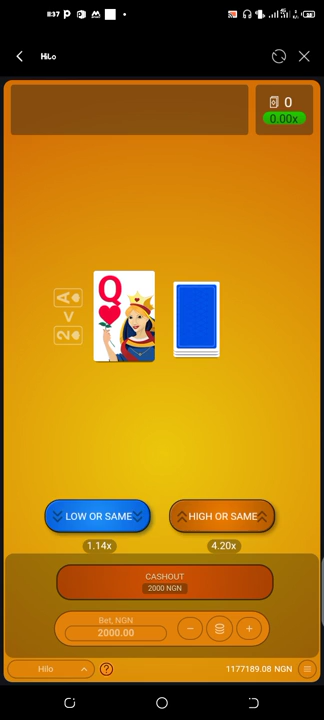 8:37
Hilo
0
0.00x
Q
2 < A
LOW OR SAME
HIGH OR SAME
1.14x
4.20x
CASHOUT
2000 NGN
Bet, NGN
2000.00
Hilo
?
1177189.08 NGN